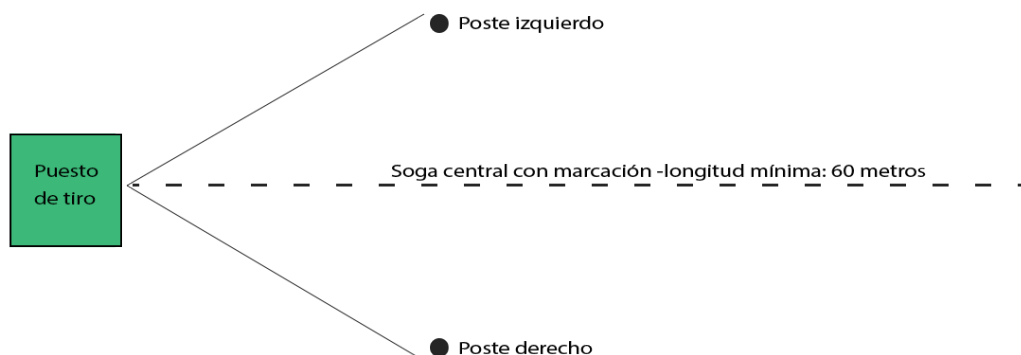 Poste izquierdo
Puesto
de tiro
Soga central con marcación -longitud mínima: 60 metros
Poste derecho